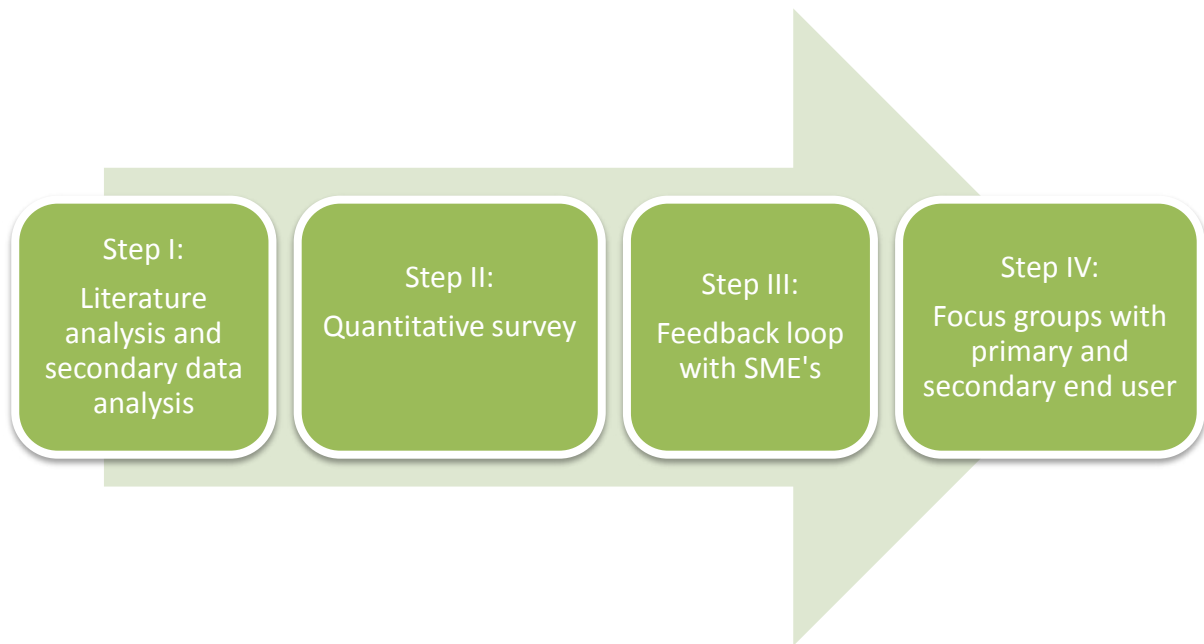 Step I:
Literature
analysis and
secondary data
analysis
Step II:
Quantitative survey
Step III:
Feedback loop
with SME's
Step IV:
Focus groups with
primary and
secondary end user